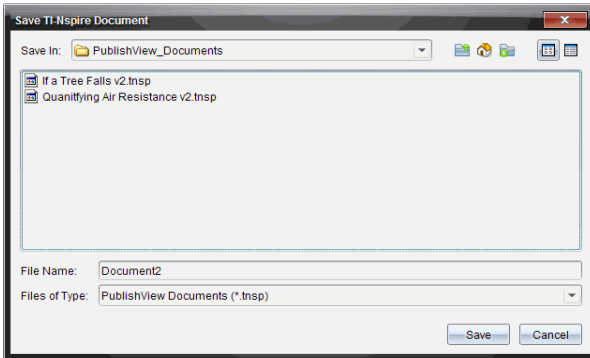 Save TI-Nspire Document
Save In: PublishView_Documents
If a Tree Falls v2.tnsp
Quanitfying Air Resistance v2.tnsp
File Name: Document2
Files of Type: PublishView Documents (*.tnsp)
Save Cancel